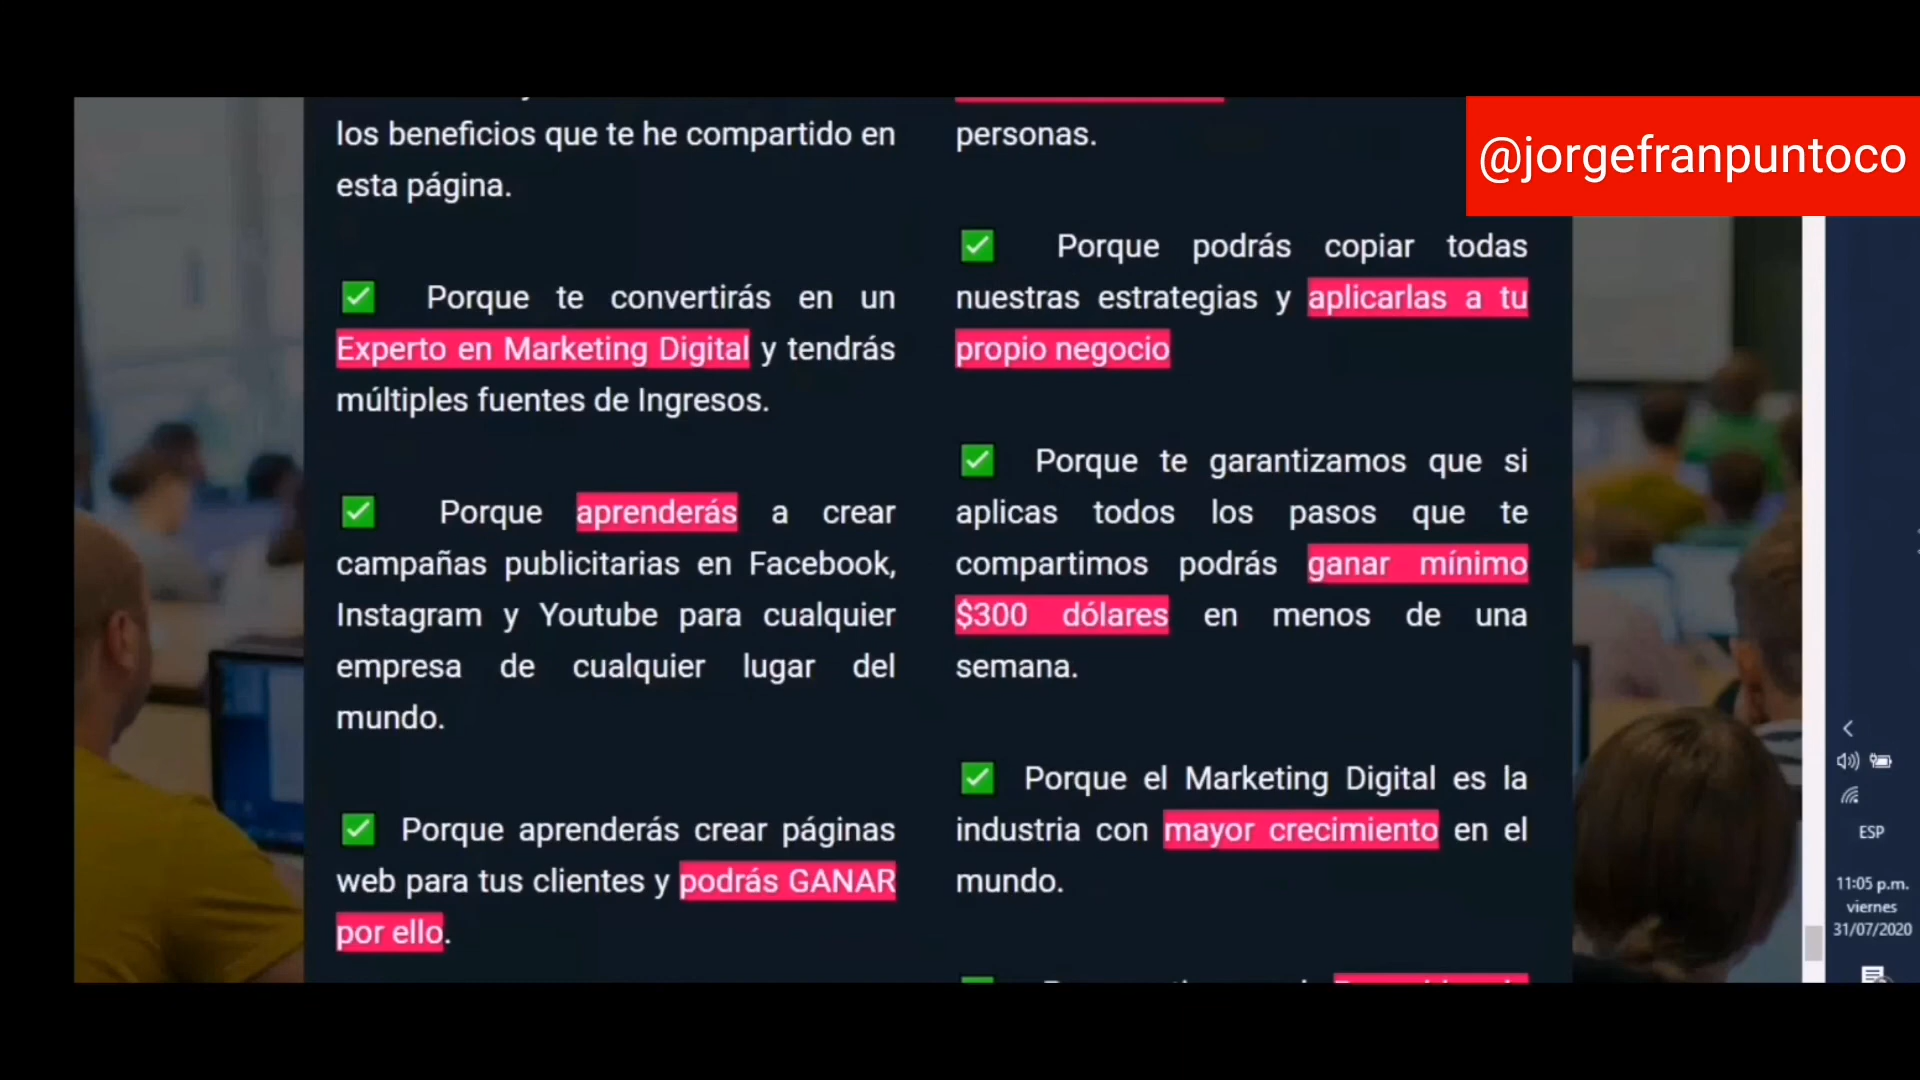 los beneficios que te he compartido en
esta página.
✅ Porque te convertirás en un
Experto en Marketing Digital y tendrás
múltiples fuentes de Ingresos.
✅ Porque aprenderás a crear
campañas publicitarias en Facebook,
Instagram y Youtube para cualquier
empresa de cualquier lugar del
mundo.
✅ Porque aprenderás crear páginas
web para tus clientes y podrás GANAR
por ello.
personas.
✅ Porque podrás copiar todas
nuestras estrategias y aplicarlas a tu
propio negocio
✅ Porque te garantizamos que si
aplicas todos los pasos que te
compartimos podrás ganar mínimo
$300 dólares en menos de una
semana.
✅ Porque el Marketing Digital es la
industria con mayor crecimiento en el
mundo.
@jorgefranpuntoco
ESP
11:05 p.m.
viernes
31/07/2020